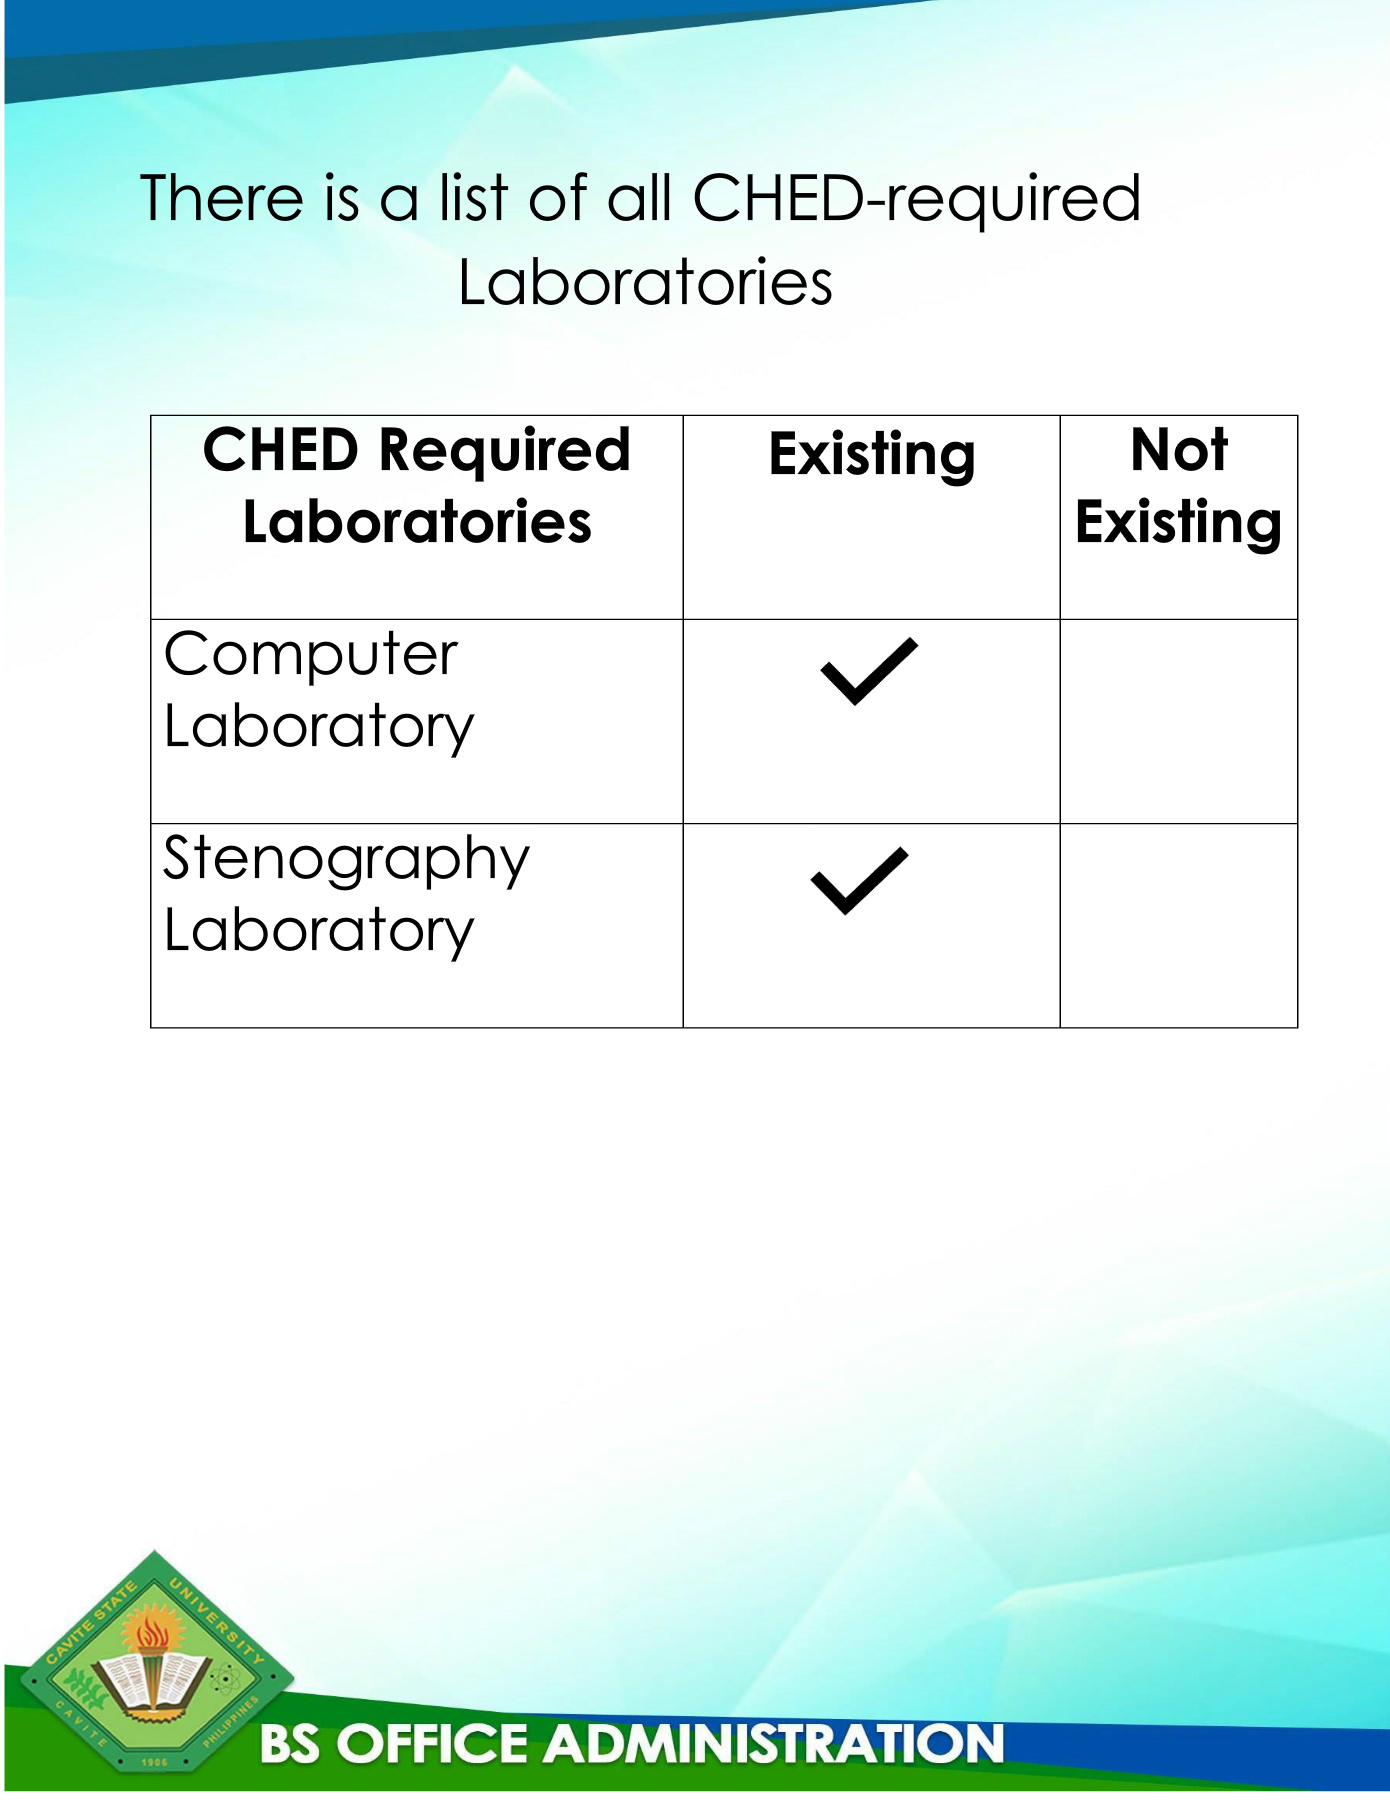 There is a list of all CHED-required
Laboratories
CHED Required
Laboratories
Existing
Not
Existing
Computer
Laboratory
✓
Stenography
Laboratory
✓
CAVITE STATE UNIVERSITY
CAVITE
1906
PHILIPPINES
BS OFFICE ADMINISTRATION